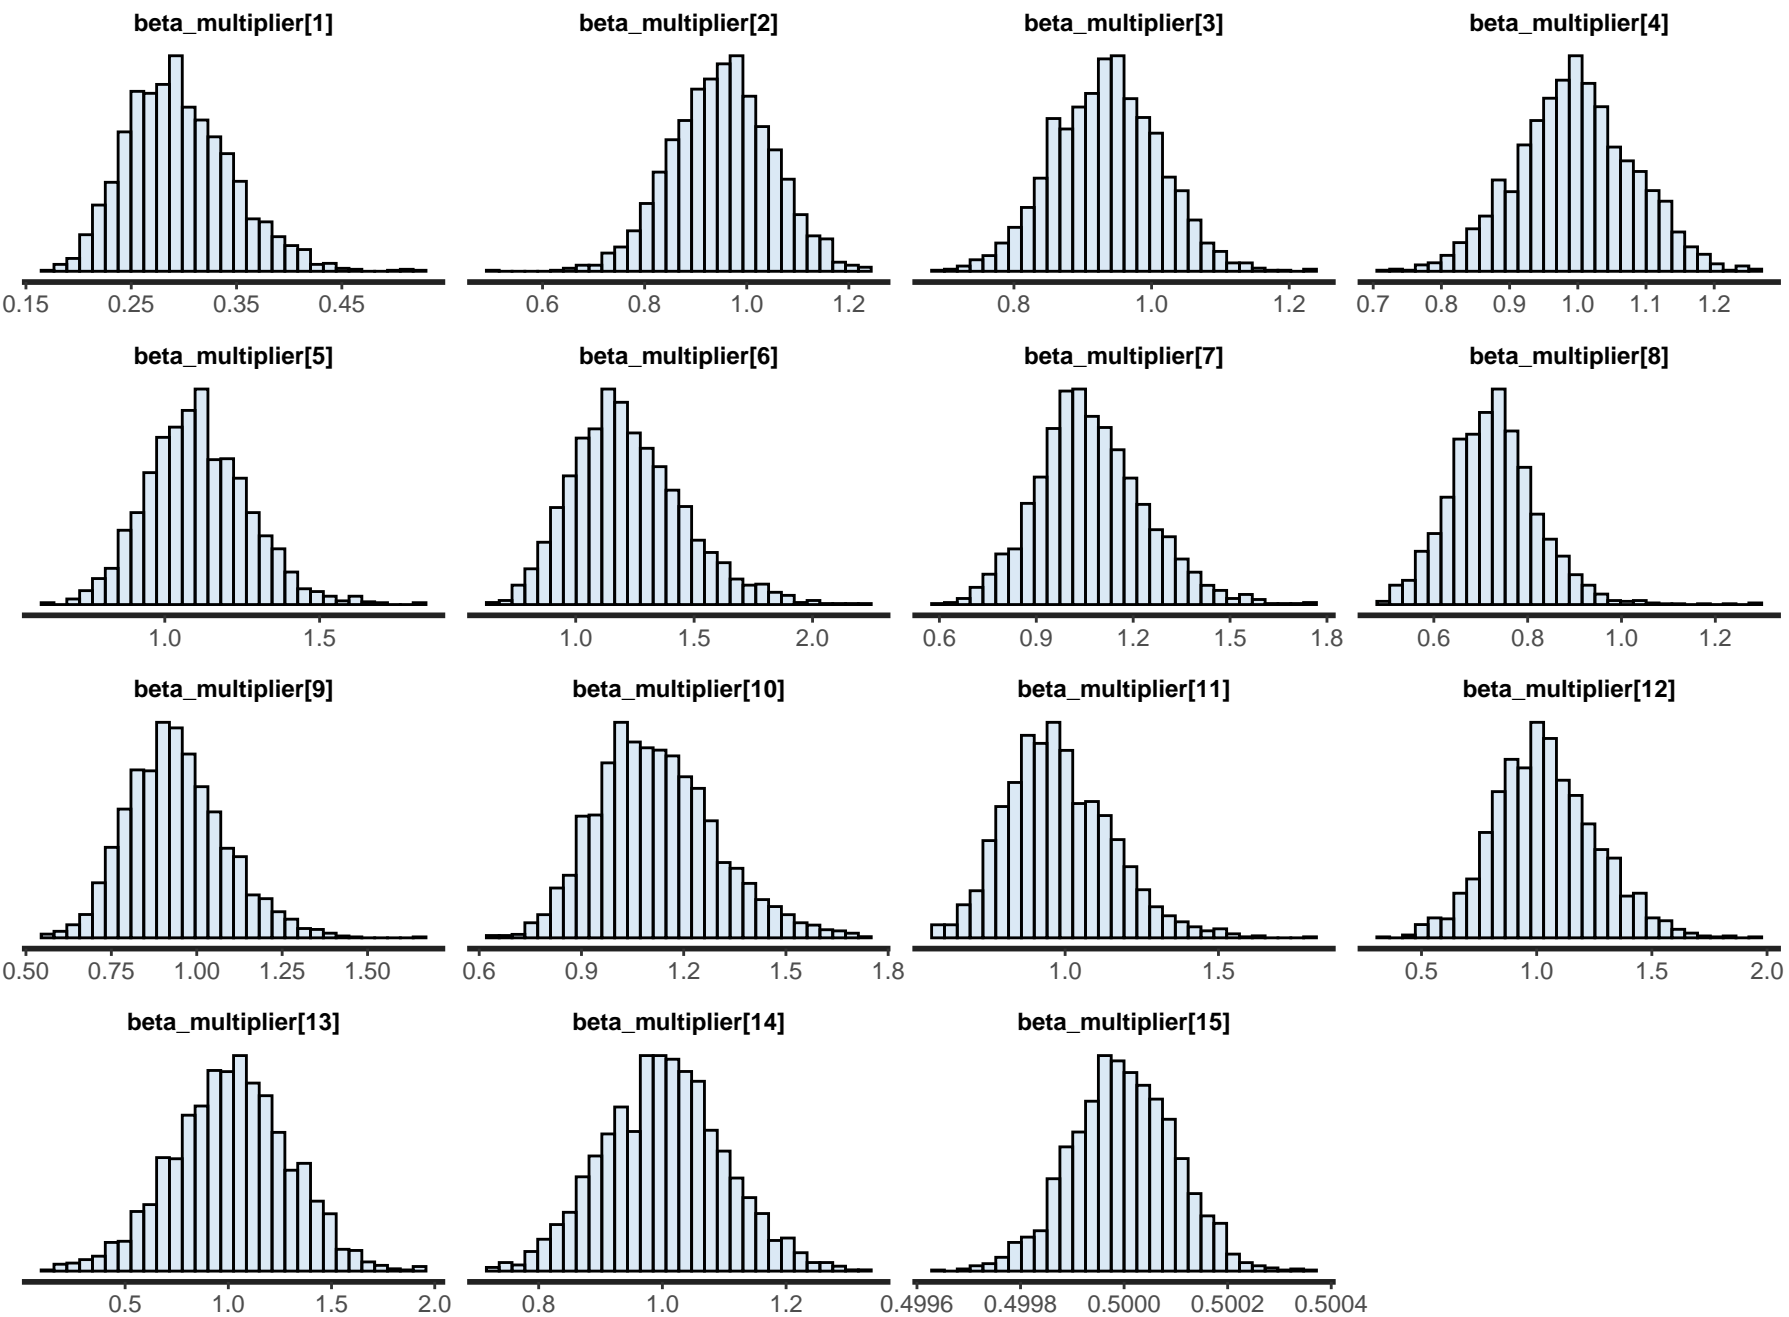 beta_multiplier[1] beta_multiplier[2] beta_multiplier[3] beta_multiplier[4]
0.15 0.25 0.35 0.45 0.6 0.8 1.0 1.2 0.8 1.0 1.2 0.7 0.8 0.9 1.0 1.1 1.2
beta_multiplier[5] beta_multiplier[6] beta_multiplier[7] beta_multiplier[8]
1.0 1.5 1.0 1.5 2.0 0.6 0.9 1.2 1.5 1.8 0.6 0.8 1.0 1.2
beta_multiplier[9] beta_multiplier[10] beta_multiplier[11] beta_multiplier[12]
0.50 0.75 1.00 1.25 1.50 0.6 0.9 1.2 1.5 1.8 1.0 1.5 0.5 1.0 1.5 2.0
beta_multiplier[13] beta_multiplier[14] beta_multiplier[15]
0.5 1.0 1.5 2.0 0.8 1.0 1.2 0.4996 0.4998 0.5000 0.5002 0.5004